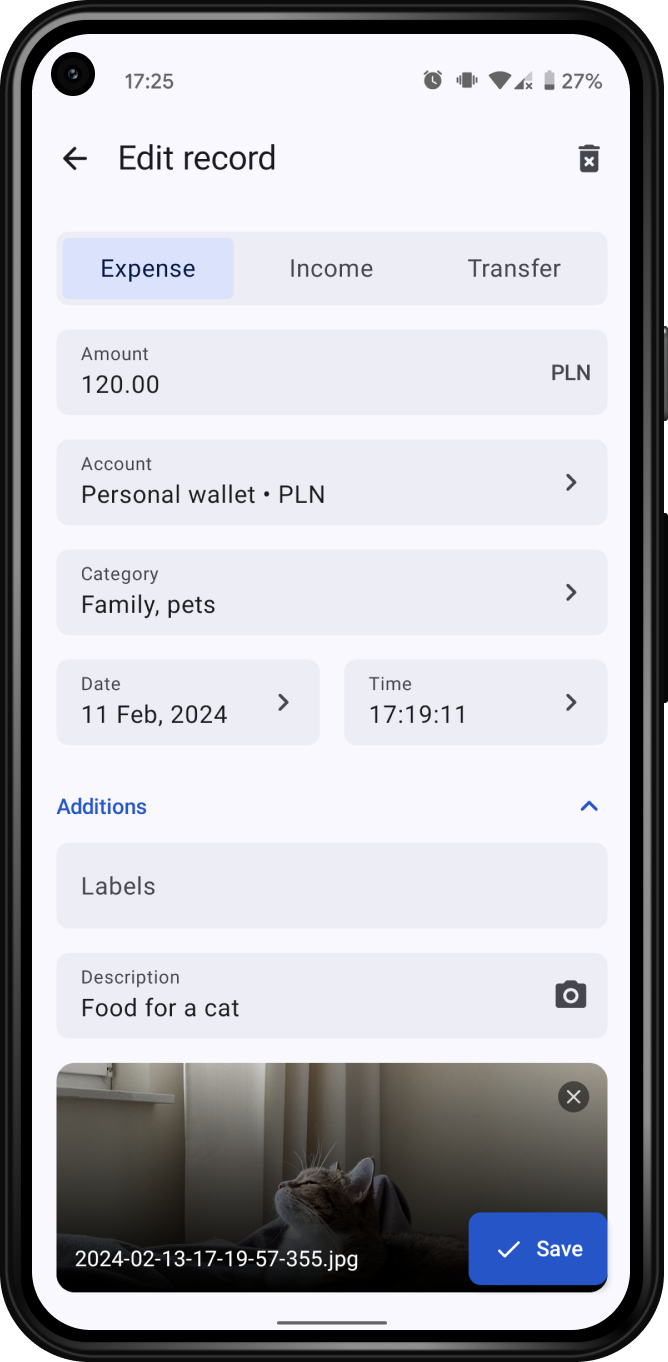 17:25
27%
Edit record
Expense
Income
Transfer
Amount
120.00
PLN
Account
Personal wallet • PLN
Category
Family, pets
Date
11 Feb, 2024
Time
17:19:11
Additions
Labels
Description
Food for a cat
2024-02-13-17-19-57-355.jpg
Save